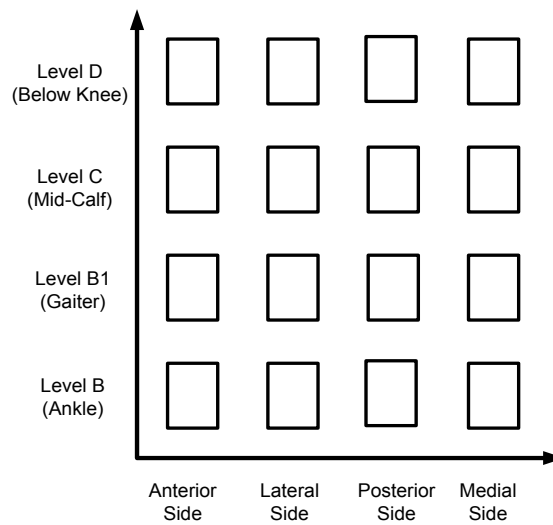 Level D
(Below Knee)
Level C
(Mid-Calf)
Level B1
(Gaiter)
Level B
(Ankle)
Anterior Side
Lateral Side
Posterior Side
Medial Side